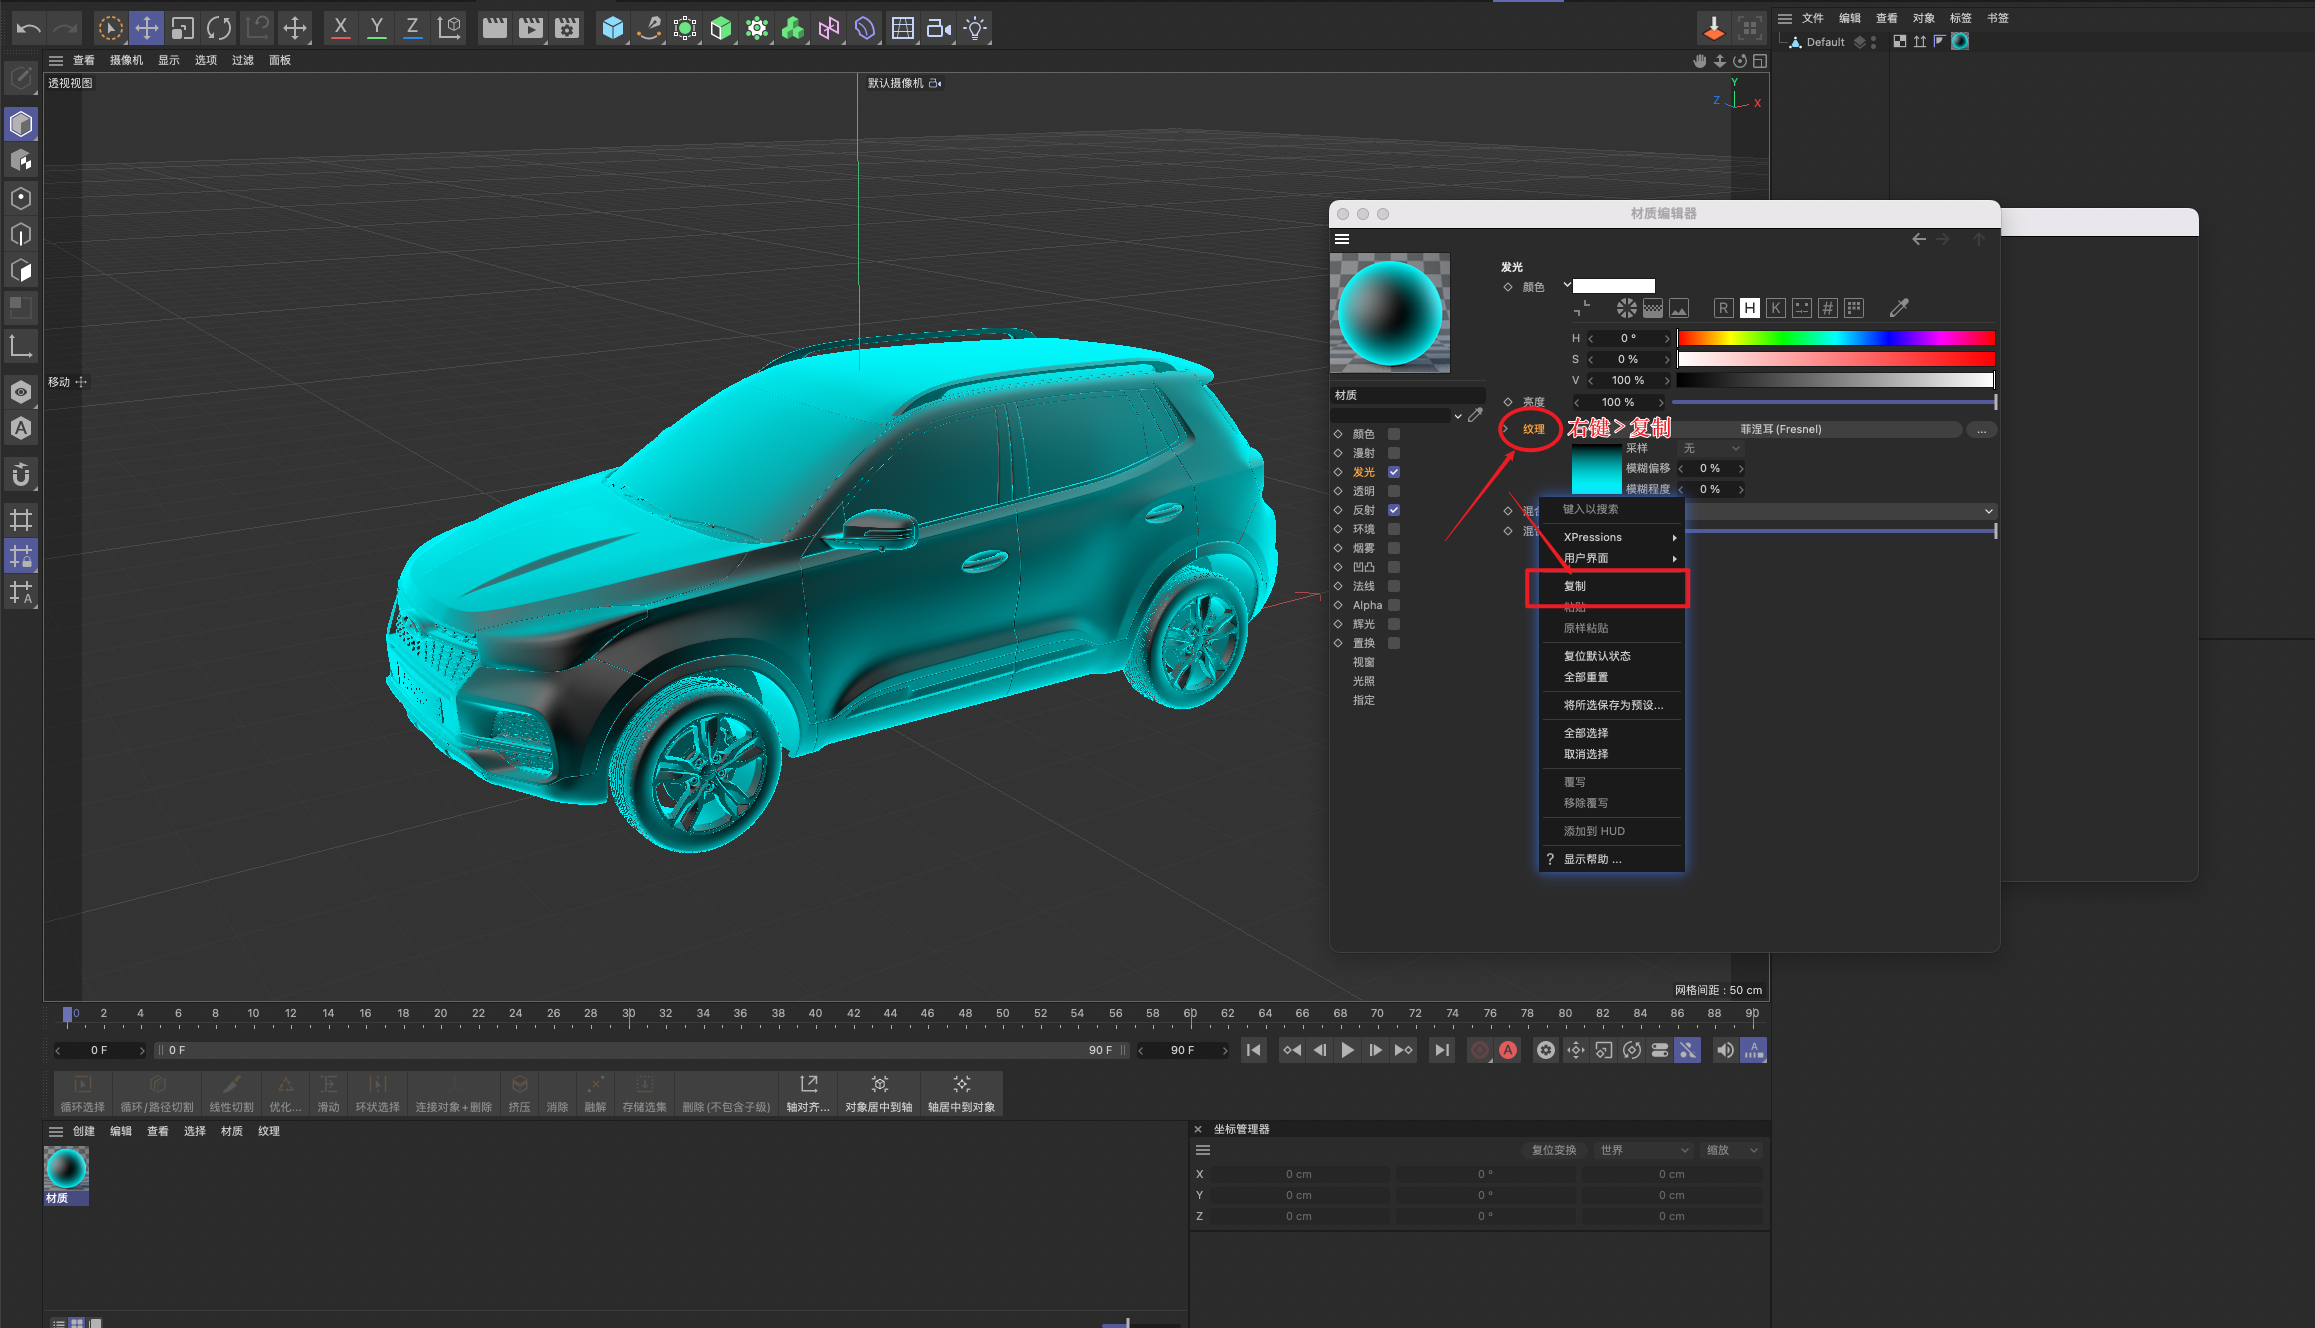 X Y Z
文件 编辑 查看 对象 标签 书签
Default
查看 摄像机 显示 选项 过滤 面板
透视视图
默认摄像机
Y
Z X
移动
网格间距 : 50 cm
材质编辑器
发光
颜色
R H K #
H 0 °
S 0 %
V 100 %
亮度 100 %
纹理 右键 > 复制 菲涅耳 (Fresnel) ...
采样 无
模糊偏移 0 %
模糊程度 0 %
材质
颜色
漫射
发光
透明
反射
环境
烟雾
凹凸
法线
Alpha
辉光
置换
视窗
光照
指定
键入以搜索
XPressions
用户界面
复制
粘贴
原样粘贴
复位默认状态
全部重置
将所选保存为预设...
全部选择
取消选择
覆写
移除覆写
添加到 HUD
? 显示帮助 ...
0 2 4 6 8 10 12 14 16 18 20 22 24 26 28 30 32 34 36 38 40 42 44 46 48 50 52 54 56 58 60 62 64 66 68 70 72 74 76 78 80 82 84 86 88 90
0 F 0 F 90 F 90 F
循环选择 循环/路径切割 线性切割 优化... 滑动 环状选择 连接对象+删除 挤压 消除 融解 存储选集 删除 (不包含子级) 轴对齐... 对象居中到轴 轴居中到对象
创建 编辑 查看 选择 材质 纹理
材质
坐标管理器
复位变换 世界 缩放
X 0 cm 0 ° 0 cm
Y 0 cm 0 ° 0 cm
Z 0 cm 0 ° 0 cm